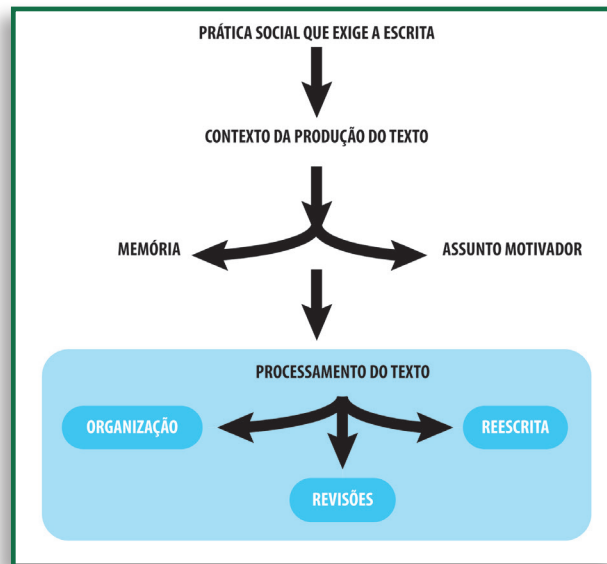 PRÁTICA SOCIAL QUE EXIGE A ESCRITA
CONTEXTO DA PRODUÇÃO DO TEXTO
MEMÓRIA
ASSUNTO MOTIVADOR
PROCESSAMENTO DO TEXTO
ORGANIZAÇÃO
REESCRITA
REVISÕES